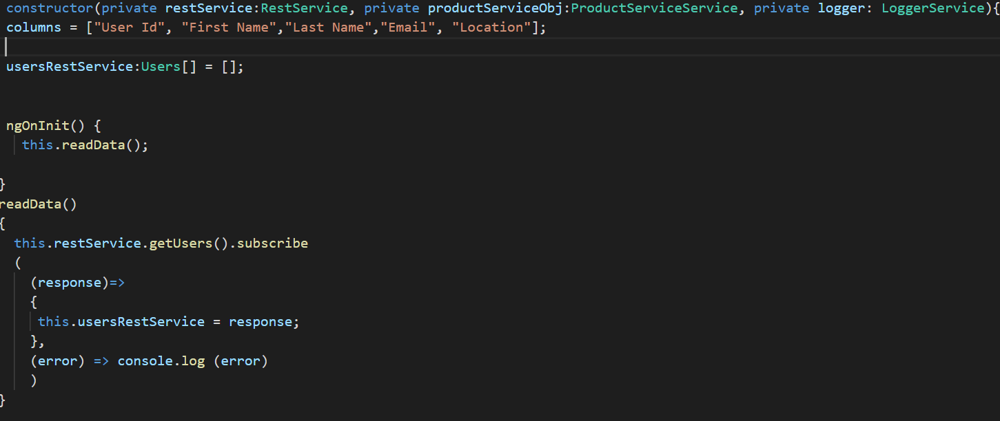 constructor(private restService:RestService, private productServiceObj:ProductServiceService, private logger: LoggerService){
columns = ["User Id", "First Name","Last Name","Email", "Location"];
usersRestService:Users[] = [];
ngOnInit() {
this.readData();
}
readData()
{
this.restService.getUsers().subscribe
(
(response)=>
{
this.usersRestService = response;
},
(error) => console.log (error)
)
}